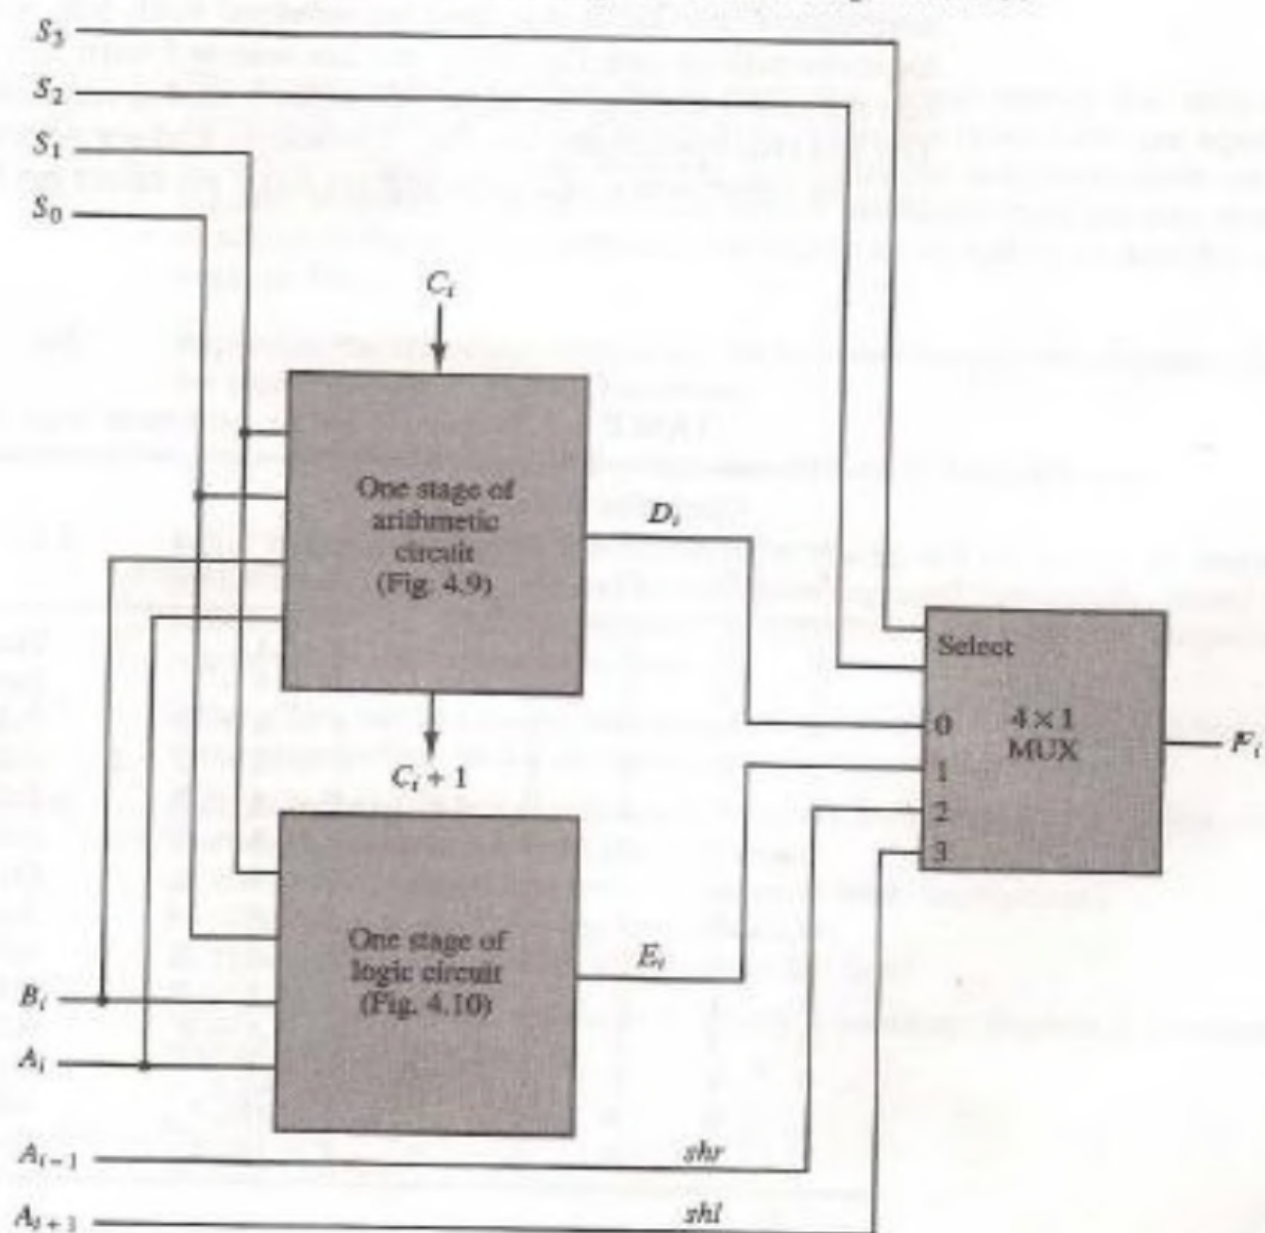 S₃
S₂
S₁
S₀
Cᵢ
One stage of
arithmetic
circuit
(Fig. 4.9)
Dᵢ
Select
4 × 1
MUX
0
1
2
3
Fᵢ
Cᵢ + 1
One stage of
logic circuit
(Fig. 4.10)
Eᵢ
Bᵢ
Aᵢ
Aᵢ₋₁
shr
Aᵢ₊₁
shl